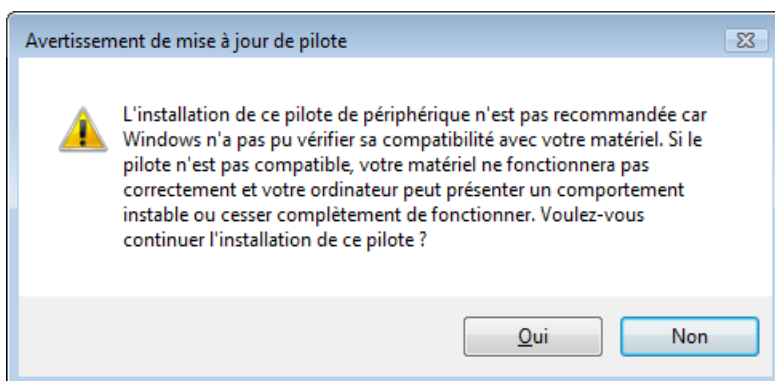 Avertissement de mise à jour de pilote
L'installation de ce pilote de périphérique n'est pas recommandée car
Windows n'a pas pu vérifier sa compatibilité avec votre matériel. Si le
pilote n'est pas compatible, votre matériel ne fonctionnera pas
correctement et votre ordinateur peut présenter un comportement
instable ou cesser complètement de fonctionner. Voulez-vous
continuer l'installation de ce pilote ?
Oui
Non